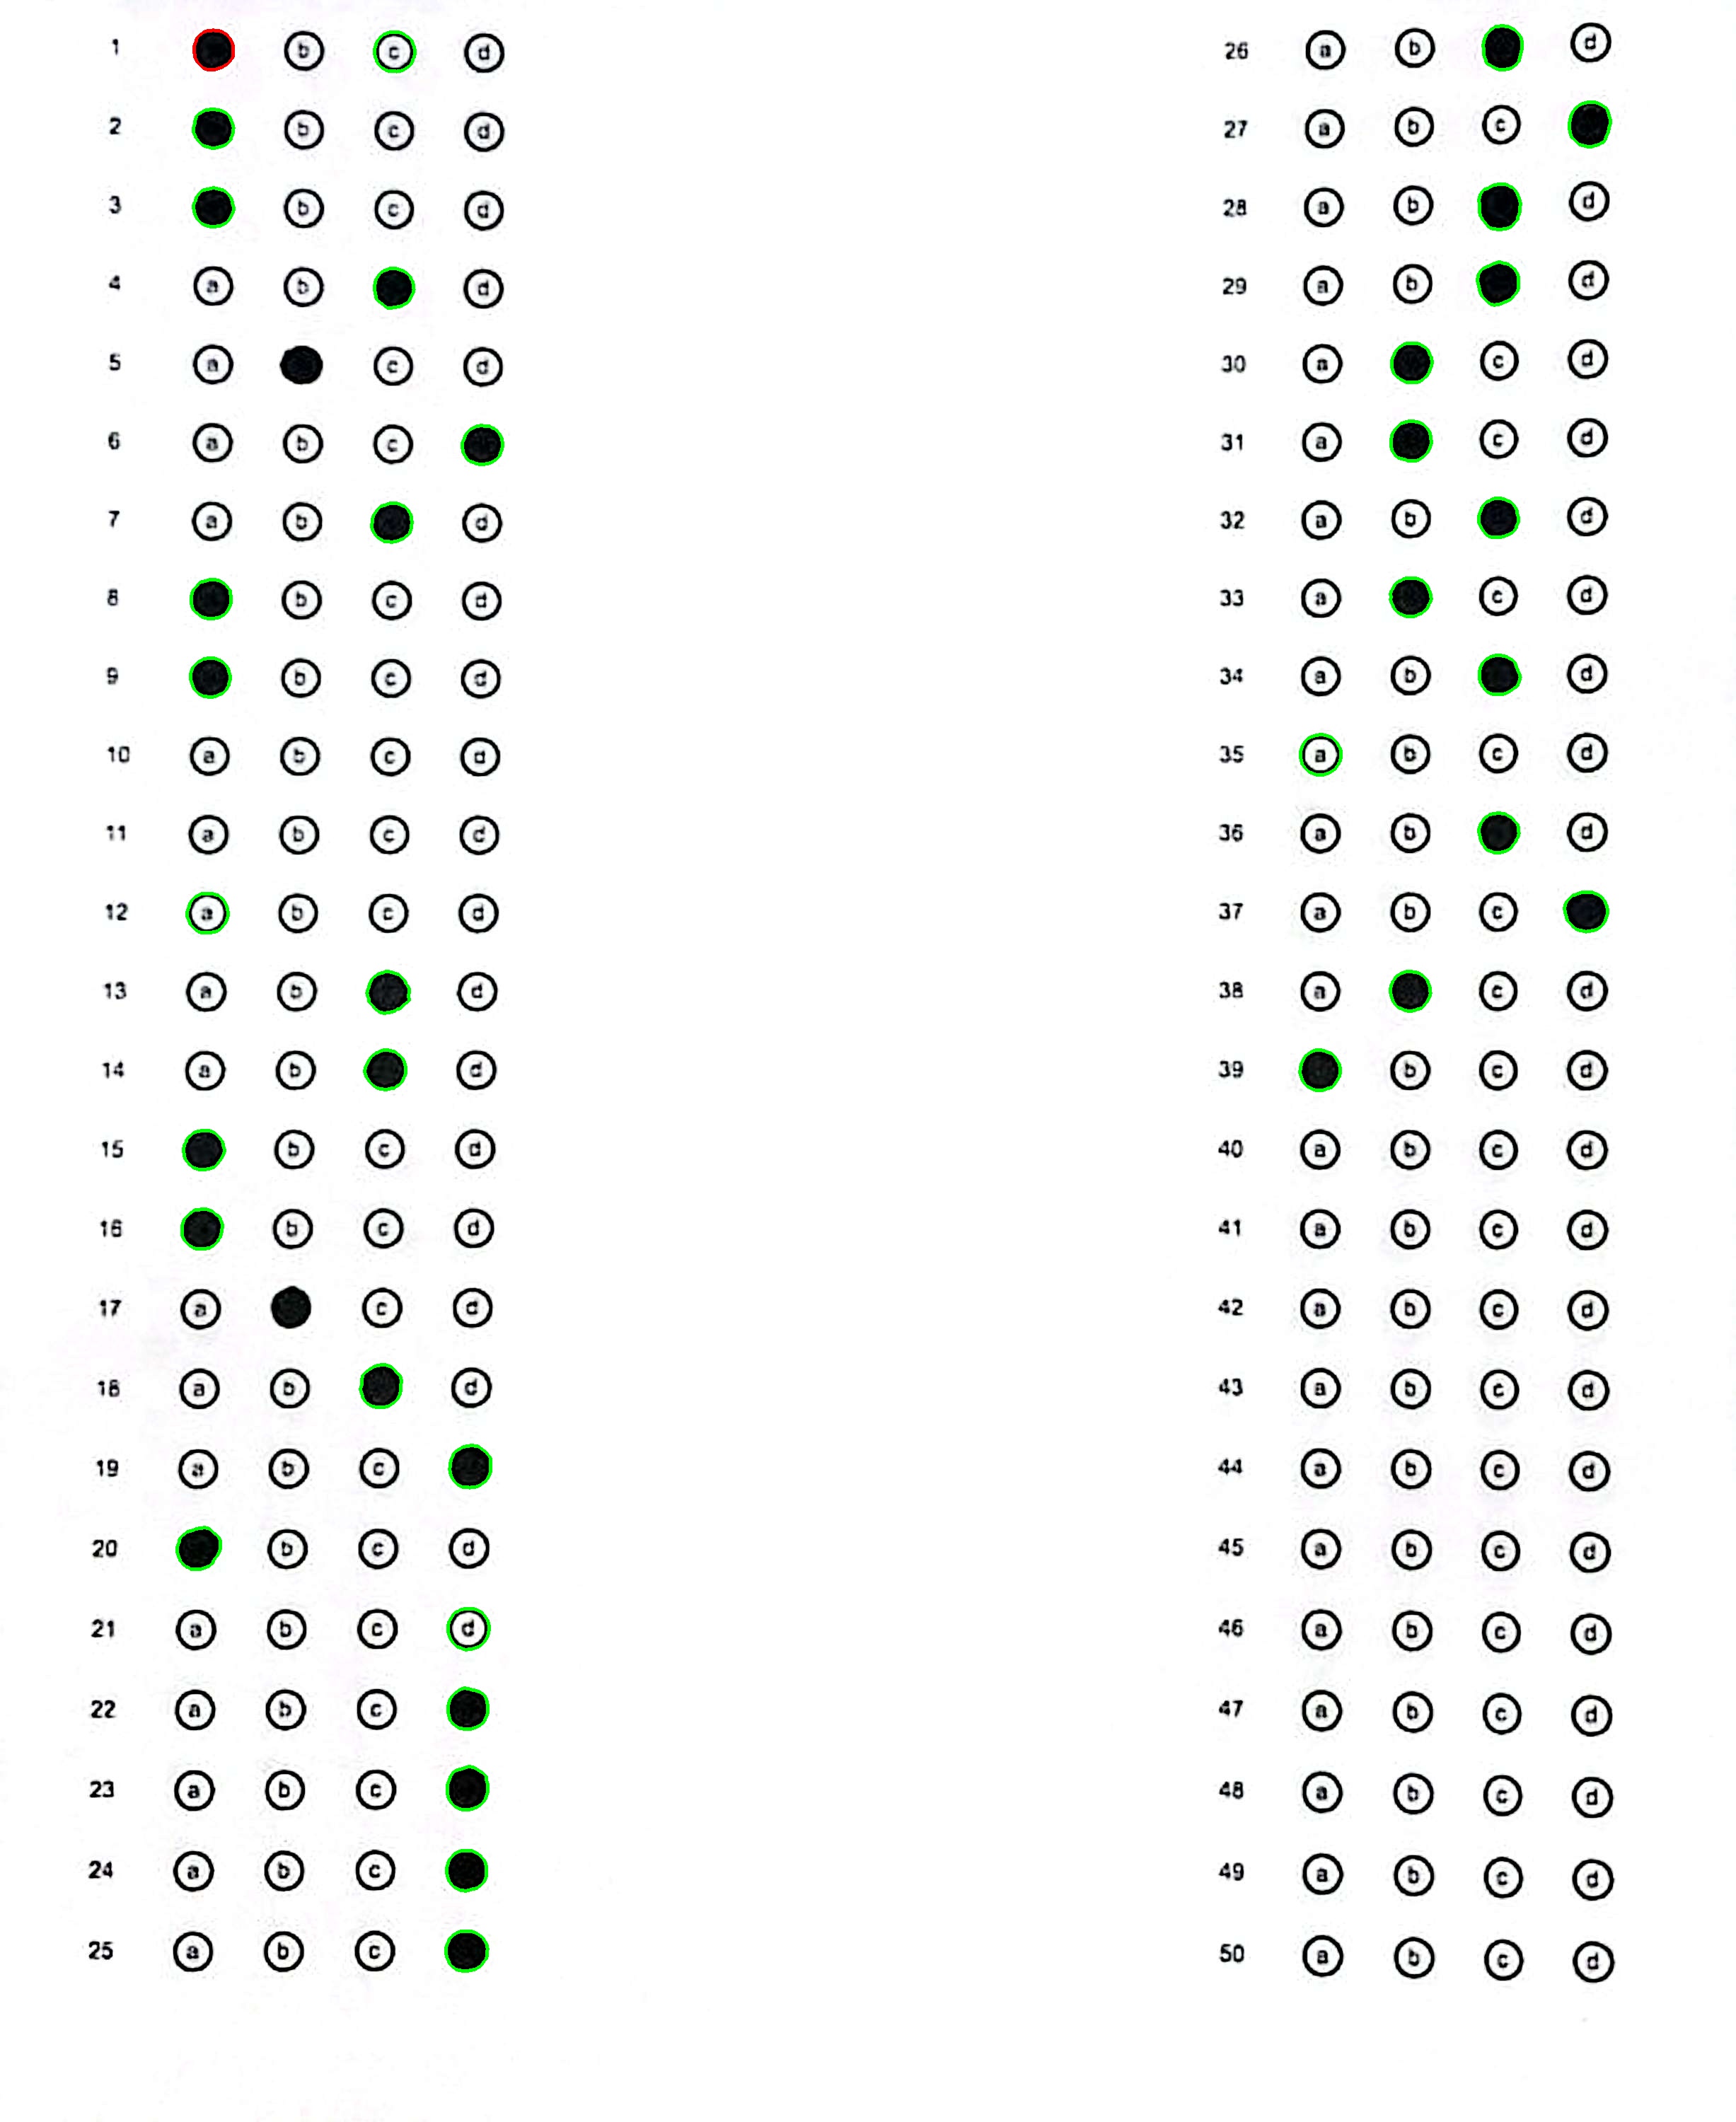 1 b c d
2 b c d
3 b c d
4 a b d
5 a c d
6 a b c
7 a b d
8 b c d
9 b c d
10 a b c d
11 a b c d
12 a b c d
13 a b d
14 a b d
15 b c d
16 b c d
17 a c d
18 a b d
19 a b c
20 b c d
21 a b c d
22 a b c
23 a b c
24 a b c
25 a b c
26 a b d
27 a b c
28 a b d
29 a b d
30 a c d
31 a c d
32 a b d
33 a c d
34 a b d
35 a b c d
36 a b d
37 a b c
38 a c d
39 b c d
40 a b c d
41 a b c d
42 a b c d
43 a b c d
44 a b c d
45 a b c d
46 a b c d
47 a b c d
48 a b c d
49 a b c d
50 a b c d